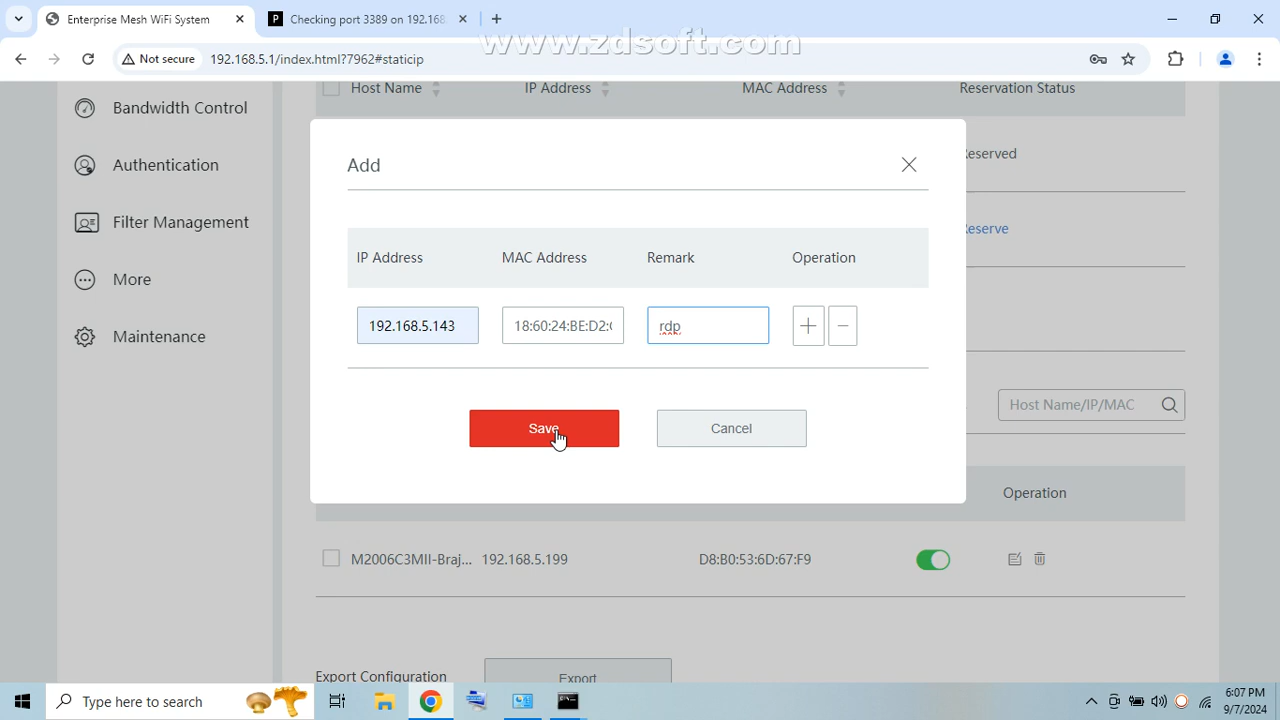 Enterprise Mesh WiFi System
Checking port 3389 on 192.168
www.zdsoft.com
Not secure
192.168.5.1/index.html?7962#staticip
Host Name
IP Address
MAC Address
Reservation Status
Bandwidth Control
Authentication
Filter Management
More
Maintenance
Reserved
Reserve
Add
IP Address
MAC Address
Remark
Operation
192.168.5.143
18:60:24:BE:D2:
rdp
Save
Cancel
Host Name/IP/MAC
Operation
M2006C3MII-Braj...
192.168.5.199
D8:B0:53:6D:67:F9
Export Configuration
Export
Type here to search
6:07 PM
9/7/2024